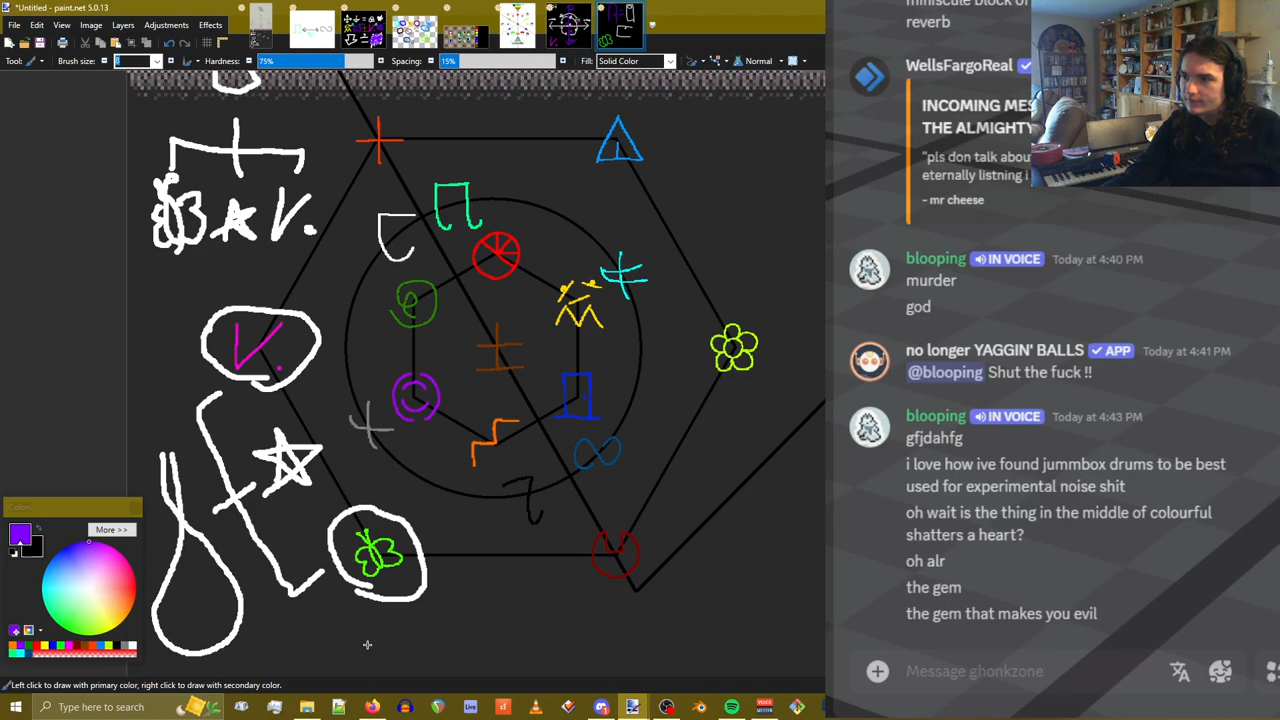 *Untitled - paint.net 5.0.13
File Edit View Image Layers Adjustments Effects
Tool: Brush size: Hardness: 75% Spacing: 15% Fill: Solid Color Normal
Colors
More >>
Left click to draw with primary color, right click to draw with secondary color.
Type here to search
Live
miniscule block of
reverb
WellsFargoReal
INCOMING MES
THE ALMIGHTY
"pls don talk abou
eternally listning i
- mr cheese
blooping IN VOICE Today at 4:40 PM
murder
god
no longer YAGGIN' BALLS APP Today at 4:41 PM
@blooping Shut the fuck !!
blooping IN VOICE Today at 4:43 PM
gfjdahfg
i love how ive found jummbox drums to be best
used for experimental noise shit
oh wait is the thing in the middle of colourful
shatters a heart?
oh alr
the gem
the gem that makes you evil
Message ghonkzone